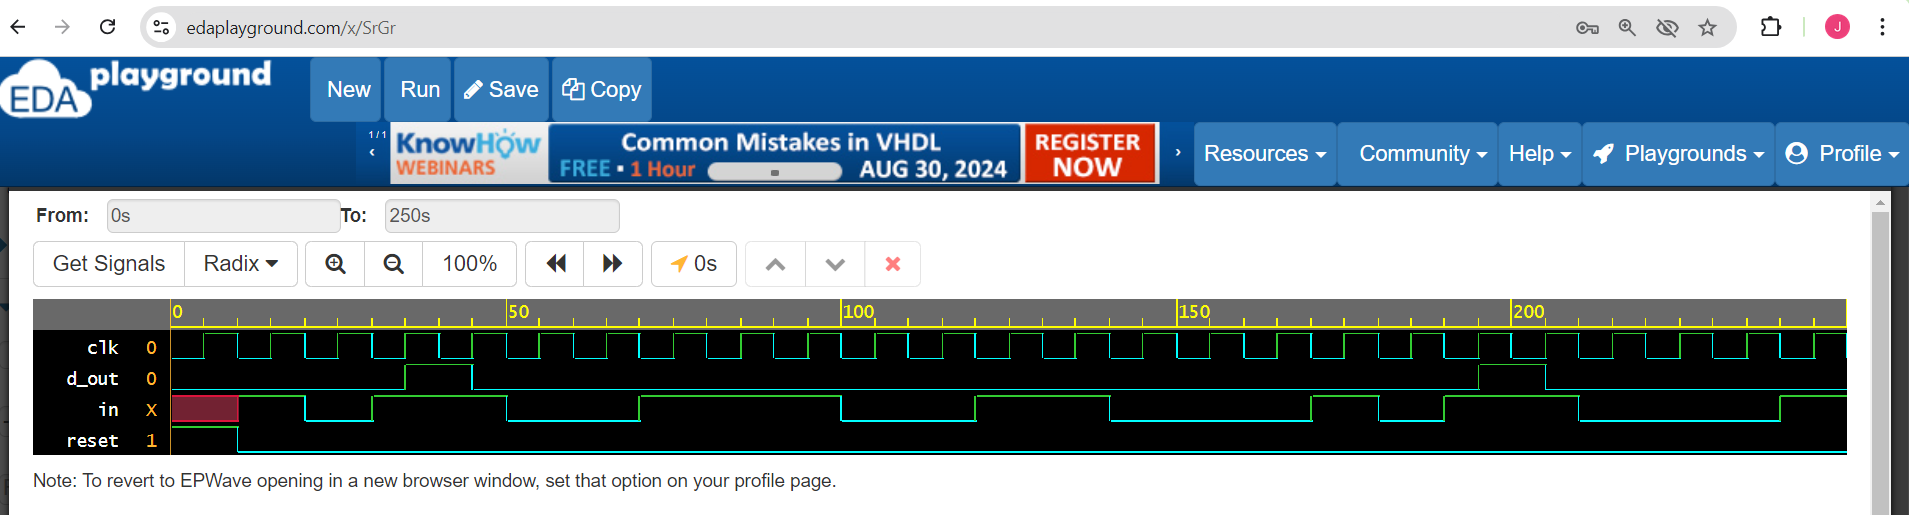 edaplayground.com/x/SrGr
J
EDA playground
New Run Save Copy
1/1
‹ KnowHow WEBINARS
Common Mistakes in VHDL
FREE ▪ 1 Hour AUG 30, 2024
REGISTER NOW ›
Resources Community Help Playgrounds Profile
From: 0s To: 250s
Get Signals Radix 100% 0s
0 50 100 150 200
clk 0
d_out 0
in X
reset 1
Note: To revert to EPWave opening in a new browser window, set that option on your profile page.